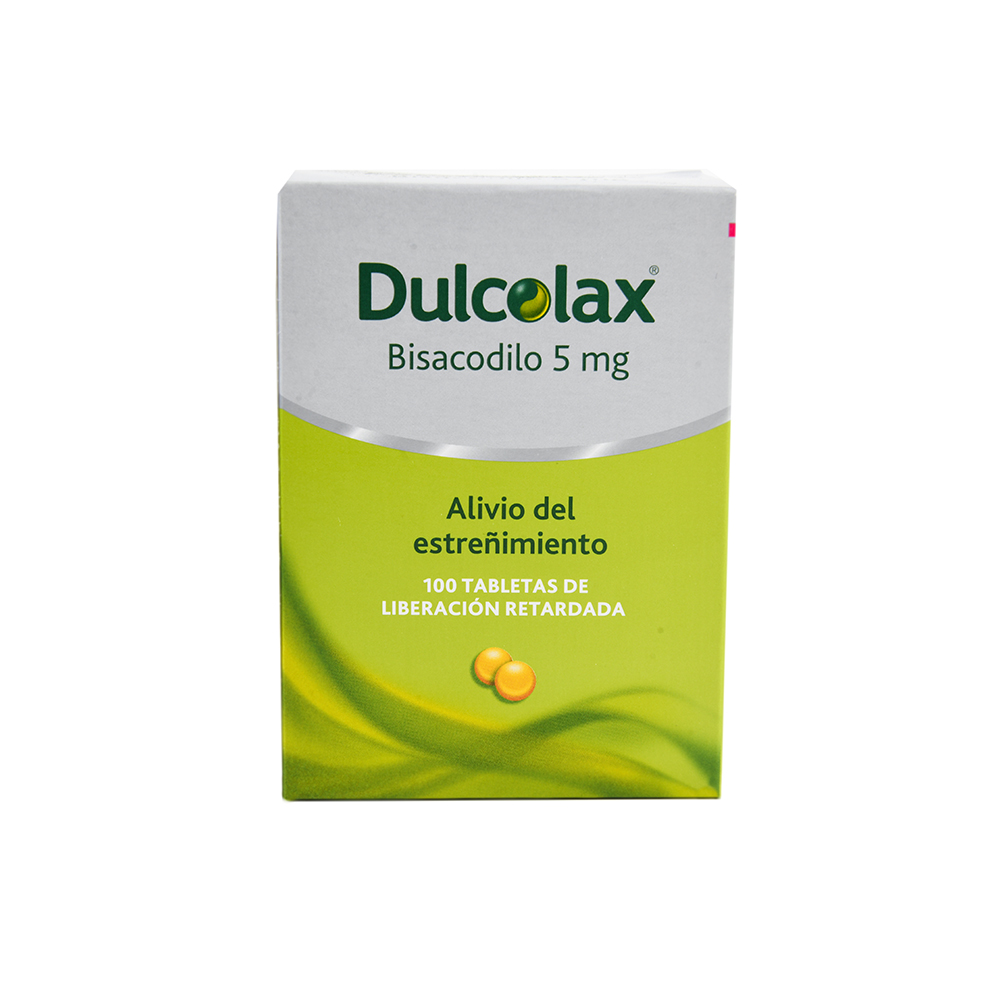 Dulcolax®
Bisacodilo 5 mg
Alivio del
estreñimiento
100 TABLETAS DE
LIBERACIÓN RETARDADA